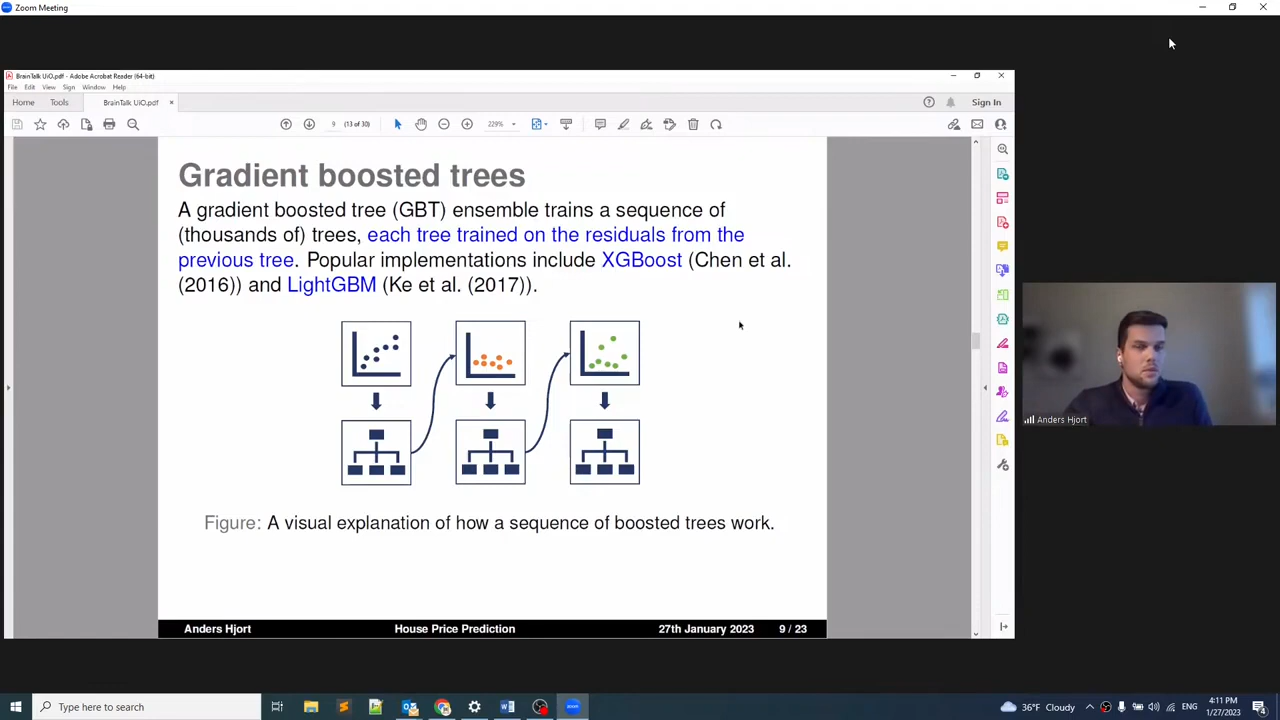 Zoom Meeting
BrainTalk UiO.pdf - Adobe Acrobat Reader (64-bit)
File Edit View Sign Window Help
Home Tools BrainTalk UiO.pdf × Sign In
9 (13 of 30) 229%
Gradient boosted trees
A gradient boosted tree (GBT) ensemble trains a sequence of
(thousands of) trees, each tree trained on the residuals from the
previous tree. Popular implementations include XGBoost (Chen et al.
(2016)) and LightGBM (Ke et al. (2017)).
Figure: A visual explanation of how a sequence of boosted trees work.
Anders Hjort House Price Prediction 27th January 2023 9 / 23
Anders Hjort
Type here to search
36°F Cloudy ENG 4:11 PM
1/27/2023